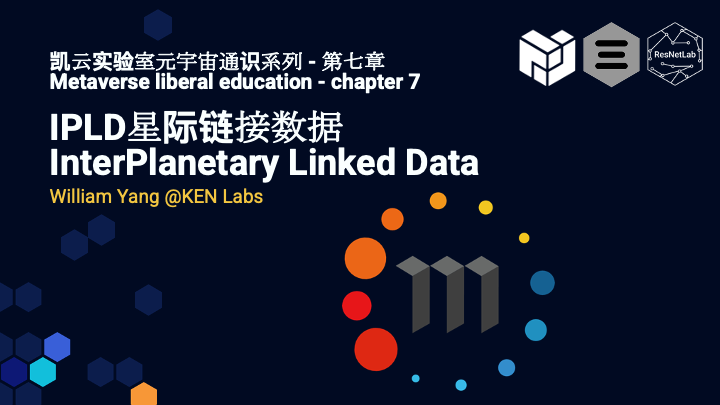 凯云实验室元宇宙通识系列 - 第七章
Metaverse liberal education - chapter 7
IPLD星际链接数据
InterPlanetary Linked Data
William Yang @KEN Labs
ResNetLab